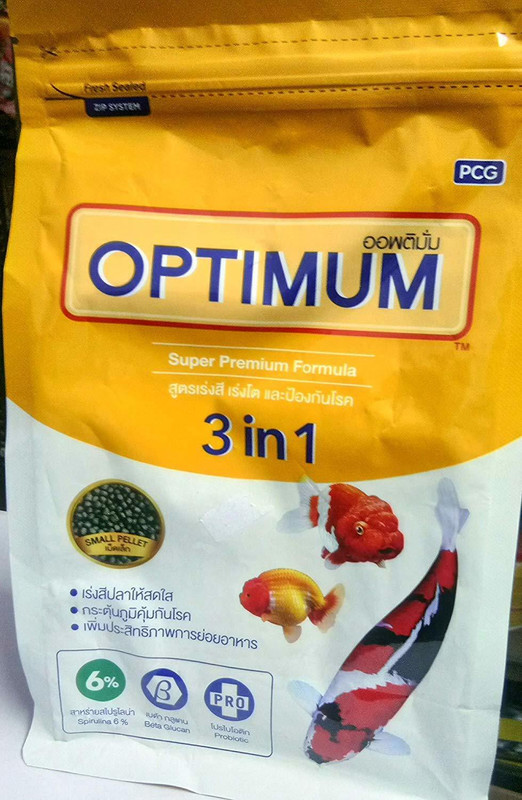 Fresh Sealed
ZIP SYSTEM
PCG
ออพติมั่ม
OPTIMUM
TM
Super Premium Formula
สูตรเร่งสี เร่งโต และป้องกันโรค
3 in 1
SMALL PELLET
เม็ดเล็ก
• เร่งสีปลาให้สดใส
• กระตุ้นภูมิคุ้มกันโรค
• เพิ่มประสิทธิภาพการย่อยอาหาร
6%
สาหร่ายสไปรูไลน่า
Spirulina 6 %
β
เบต้า กลูแคน
Beta Glucan
PRO
โปรไบโอติก
Probiotic